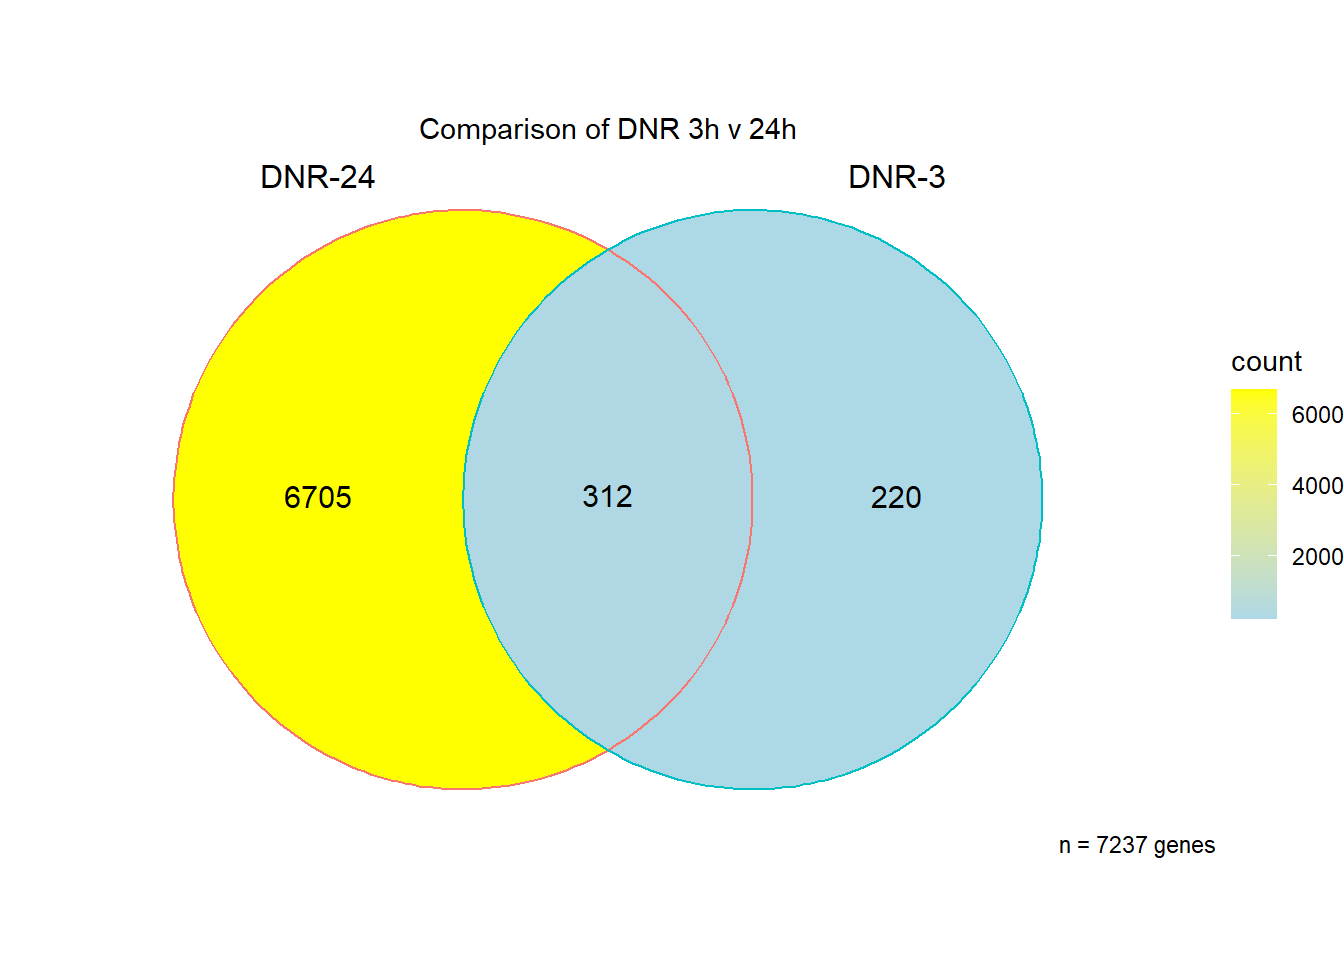 Comparison of DNR 3h v 24h
DNR-24
DNR-3
count
6000
4000
2000
6705
312
220
n = 7237 genes